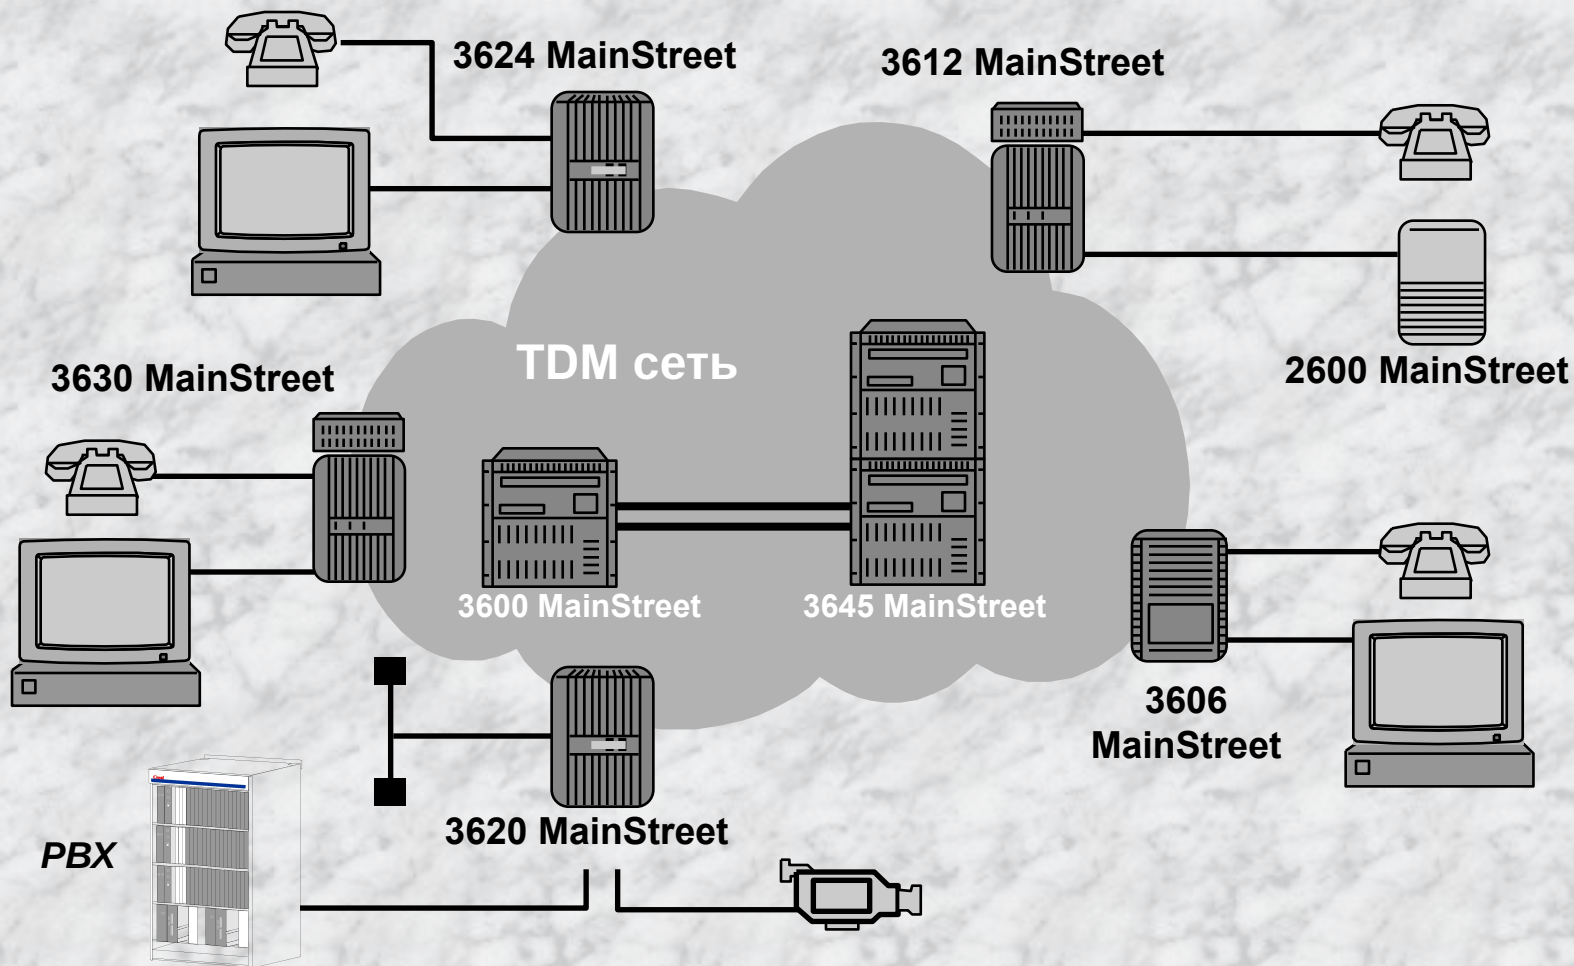 3624 MainStreet
3612 MainStreet
TDM сеть
3630 MainStreet
2600 MainStreet
3600 MainStreet
3645 MainStreet
3606
MainStreet
3620 MainStreet
PBX